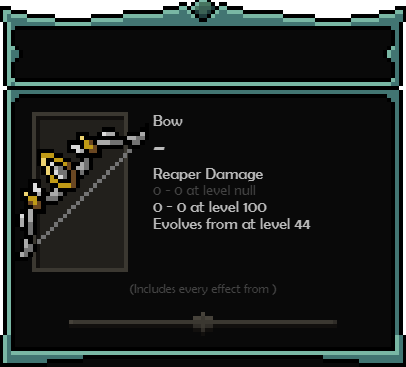 Bow
–
Reaper Damage
0 - 0 at level null
0 - 0 at level 100
Evolves from at level 44
(Includes every effect from )